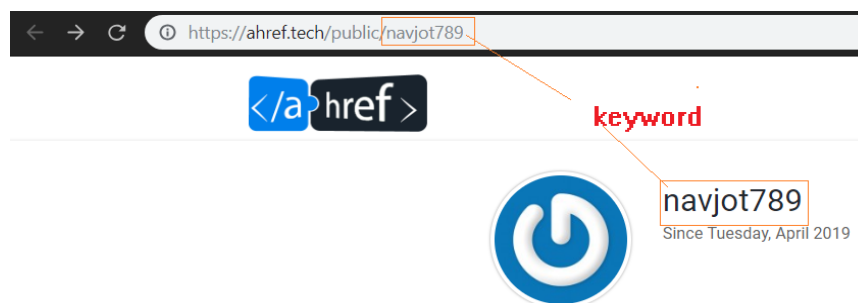 https://ahref.tech/public/navjot789
</a href >
keyword
navjot789
Since Tuesday, April 2019